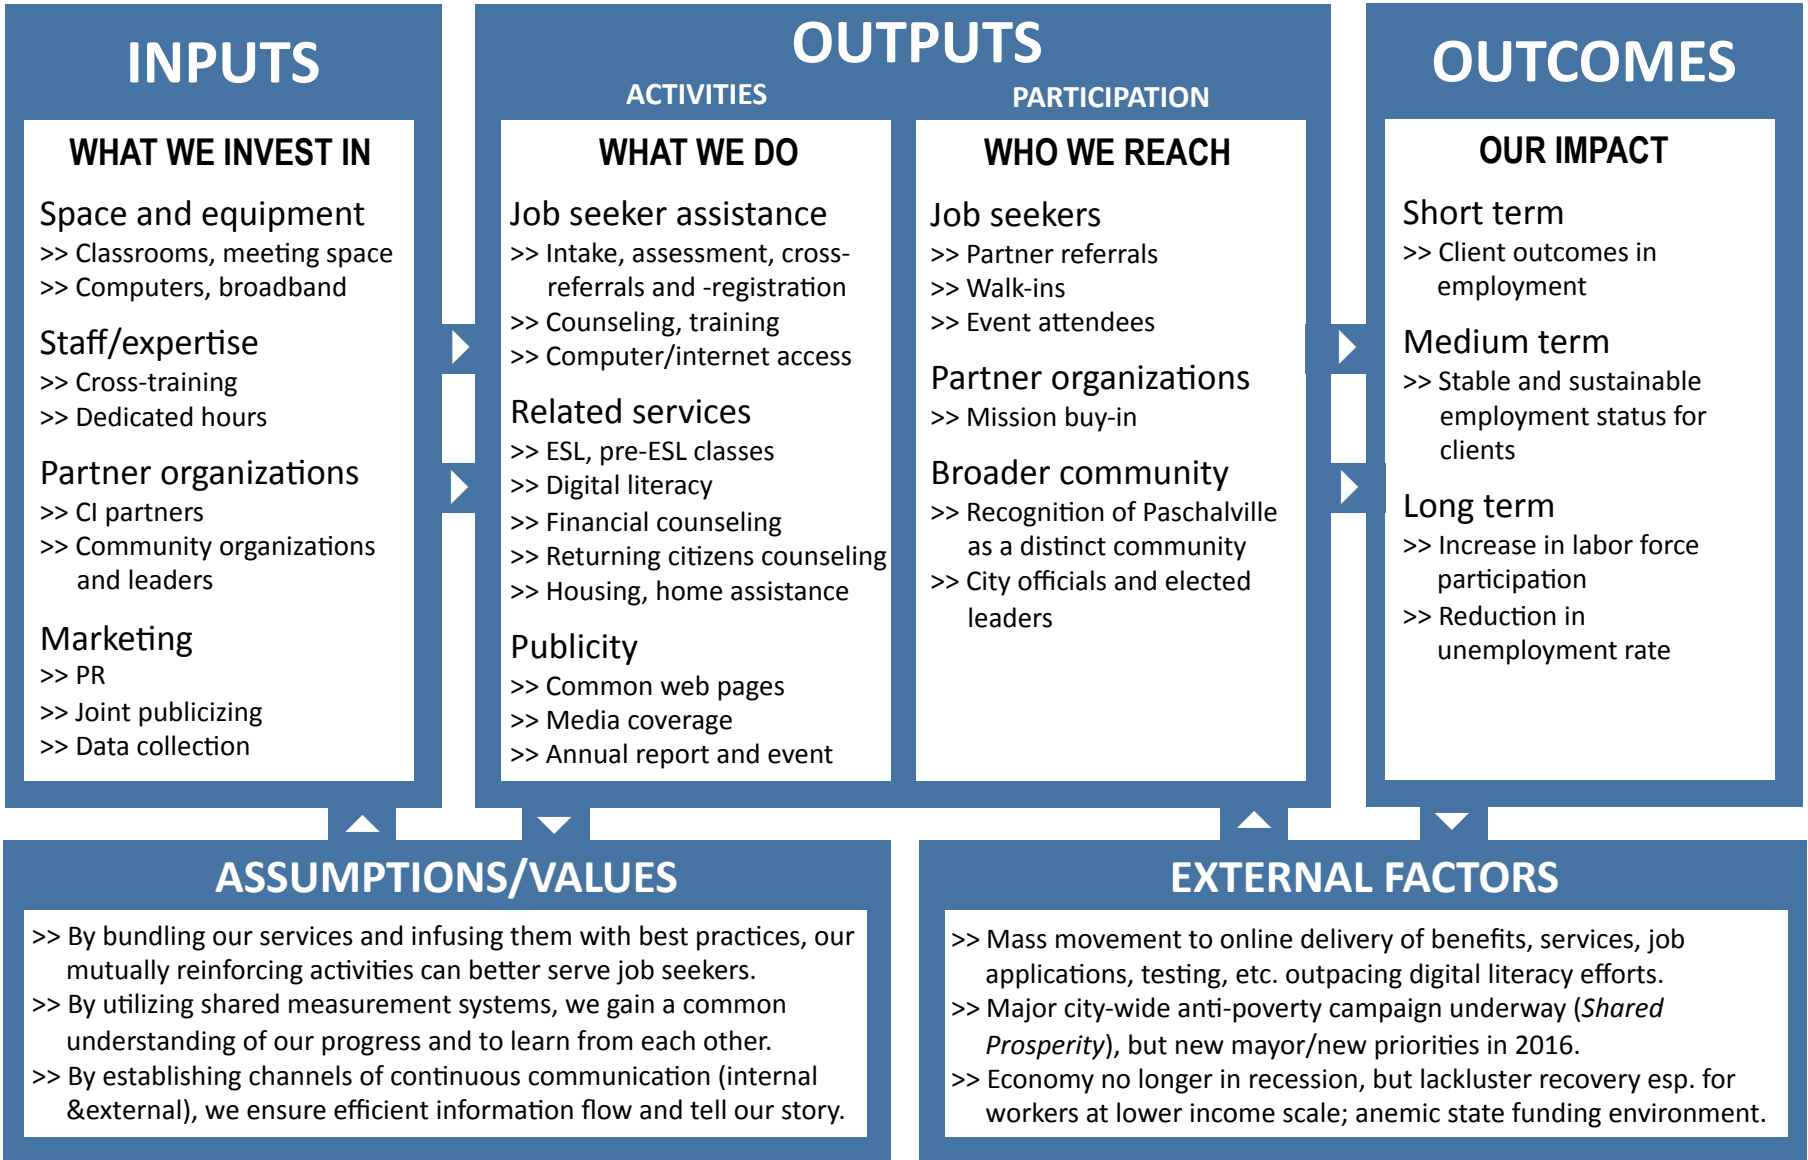 INPUTS
WHAT WE INVEST IN
Space and equipment
>> Classrooms, meeting space
>> Computers, broadband
Staff/expertise
>> Cross-training
>> Dedicated hours
Partner organizations
>> CI partners
>> Community organizations
and leaders
Marketing
>> PR
>> Joint publicizing
>> Data collection
OUTPUTS
ACTIVITIES
WHAT WE DO
Job seeker assistance
>> Intake, assessment, cross-
referrals and -registration
>> Counseling, training
>> Computer/internet access
Related services
>> ESL, pre-ESL classes
>> Digital literacy
>> Financial counseling
>> Returning citizens counseling
>> Housing, home assistance
Publicity
>> Common web pages
>> Media coverage
>> Annual report and event
PARTICIPATION
WHO WE REACH
Job seekers
>> Partner referrals
>> Walk-ins
>> Event attendees
Partner organizations
>> Mission buy-in
Broader community
>> Recognition of Paschalville
as a distinct community
>> City officials and elected
leaders
OUTCOMES
OUR IMPACT
Short term
>> Client outcomes in
employment
Medium term
>> Stable and sustainable
employment status for
clients
Long term
>> Increase in labor force
participation
>> Reduction in
unemployment rate
ASSUMPTIONS/VALUES
>> By bundling our services and infusing them with best practices, our
mutually reinforcing activities can better serve job seekers.
>> By utilizing shared measurement systems, we gain a common
understanding of our progress and to learn from each other.
>> By establishing channels of continuous communication (internal
&external), we ensure efficient information flow and tell our story.
EXTERNAL FACTORS
>> Mass movement to online delivery of benefits, services, job
applications, testing, etc. outpacing digital literacy efforts.
>> Major city-wide anti-poverty campaign underway (Shared
Prosperity), but new mayor/new priorities in 2016.
>> Economy no longer in recession, but lackluster recovery esp. for
workers at lower income scale; anemic state funding environment.